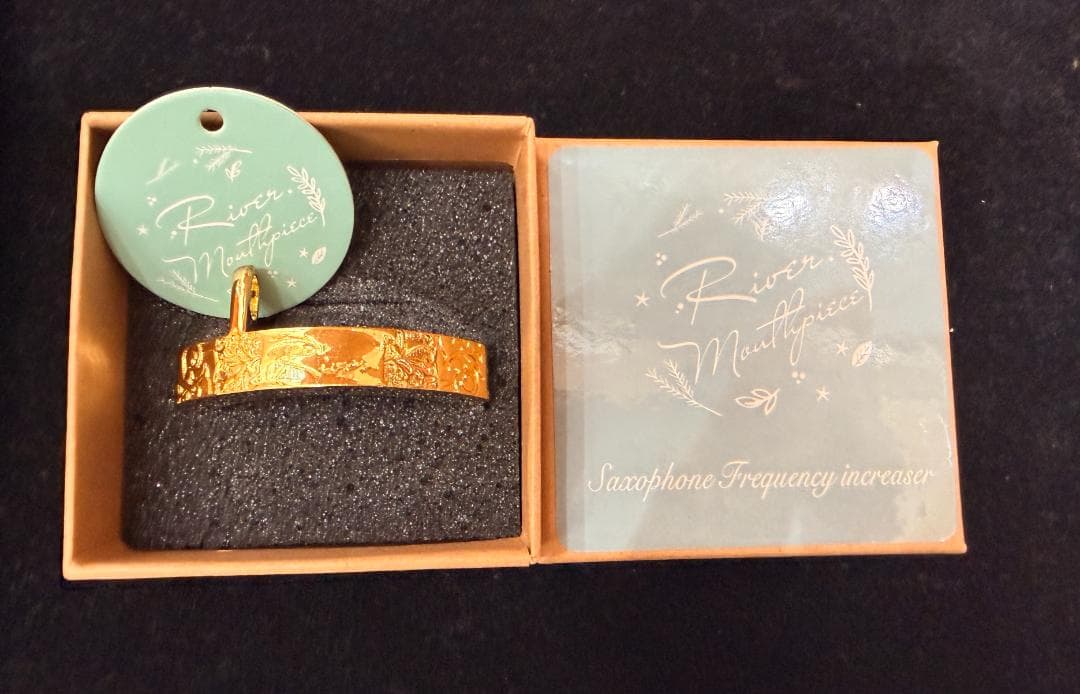 River
Mouthpiece
River
Mouthpiece
Saxophone Frequency increaser